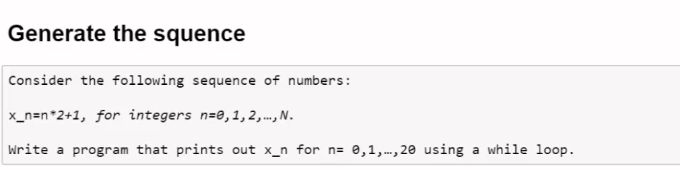 Generate the squence
Consider the following sequence of numbers:
x_n=n*2+1, for integers n=0,1,2,…,N.
Write a program that prints out x_n for n= 0,1,…,20 using a while loop.